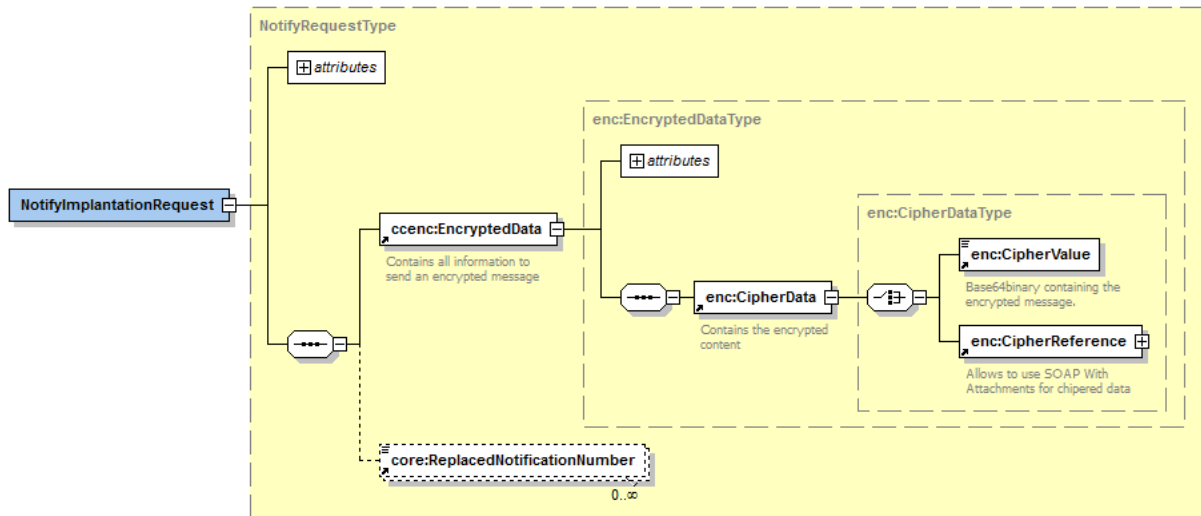 NotifyRequestType
attributes
enc:EncryptedDataType
attributes
NotifyImplantationRequest
enc:CipherDataType
ccenc:EncryptedData
Contains all information to
send an encrypted message
enc:CipherValue
Base64binary containing the
encrypted message.
enc:CipherData
Contains the encrypted
content
enc:CipherReference
Allows to use SOAP With
Attachments for chipered data
core:ReplacedNotificationNumber
0..∞